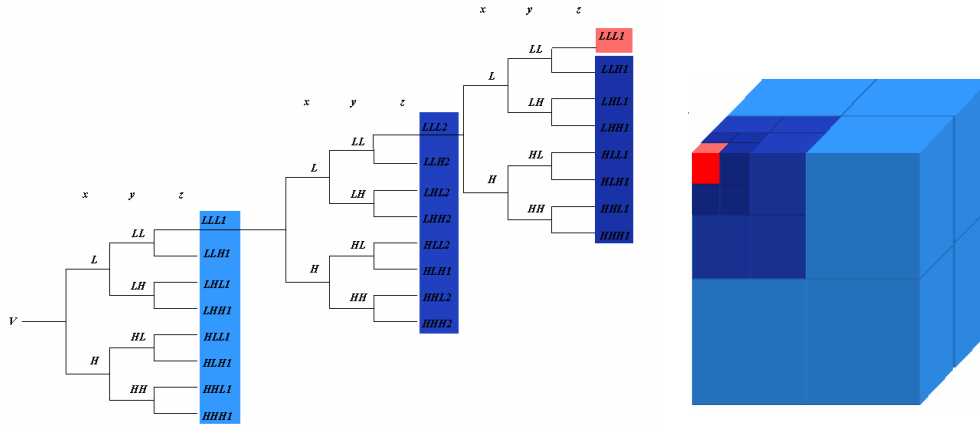 x y z
LLL1
LL
L
LLH1
LH
LHL1
LHH1
HL
HLL1
H
HLH1
HH
HHL1
HHH1
x y z
LLL2
LL
L
LLH2
LH
LHL2
LHH2
HL
HLL2
H
HLH1
HH
HHL2
HHH2
x y z
LLL1
LL
L
LLH1
LH
LHL1
LHH1
V
HL
HLL1
H
HLH1
HH
HHL1
HHH1